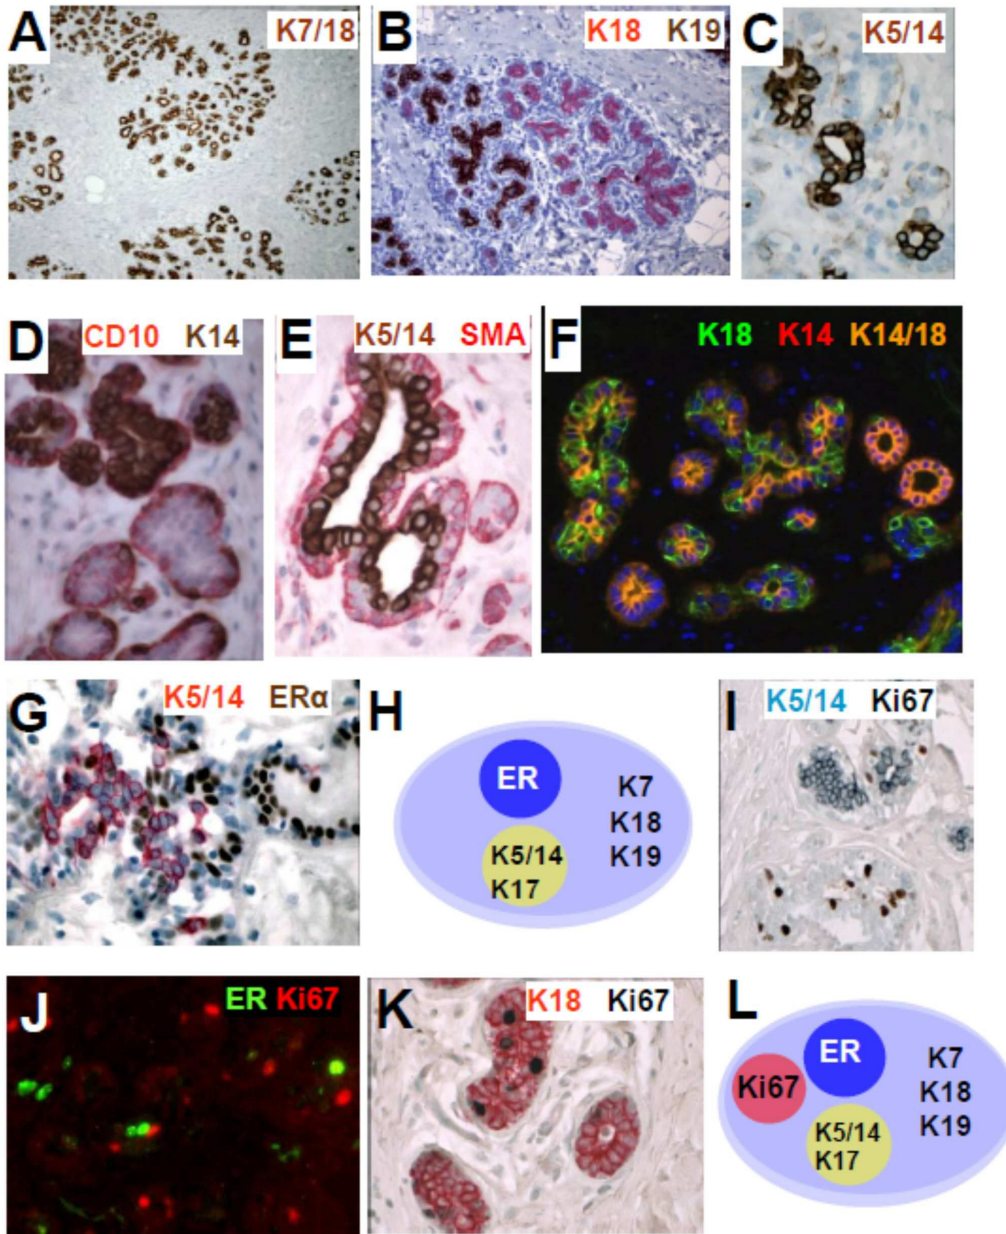 A K7/18
B K18 K19
C K5/14
D CD10 K14
E K5/14 SMA
F K18 K14 K14/18
G K5/14 ERα
H
ER
K7
K18
K19
K5/14
K17
I K5/14 Ki67
J ER Ki67
K K18 Ki67
L
ER
Ki67
K7
K18
K19
K5/14
K17